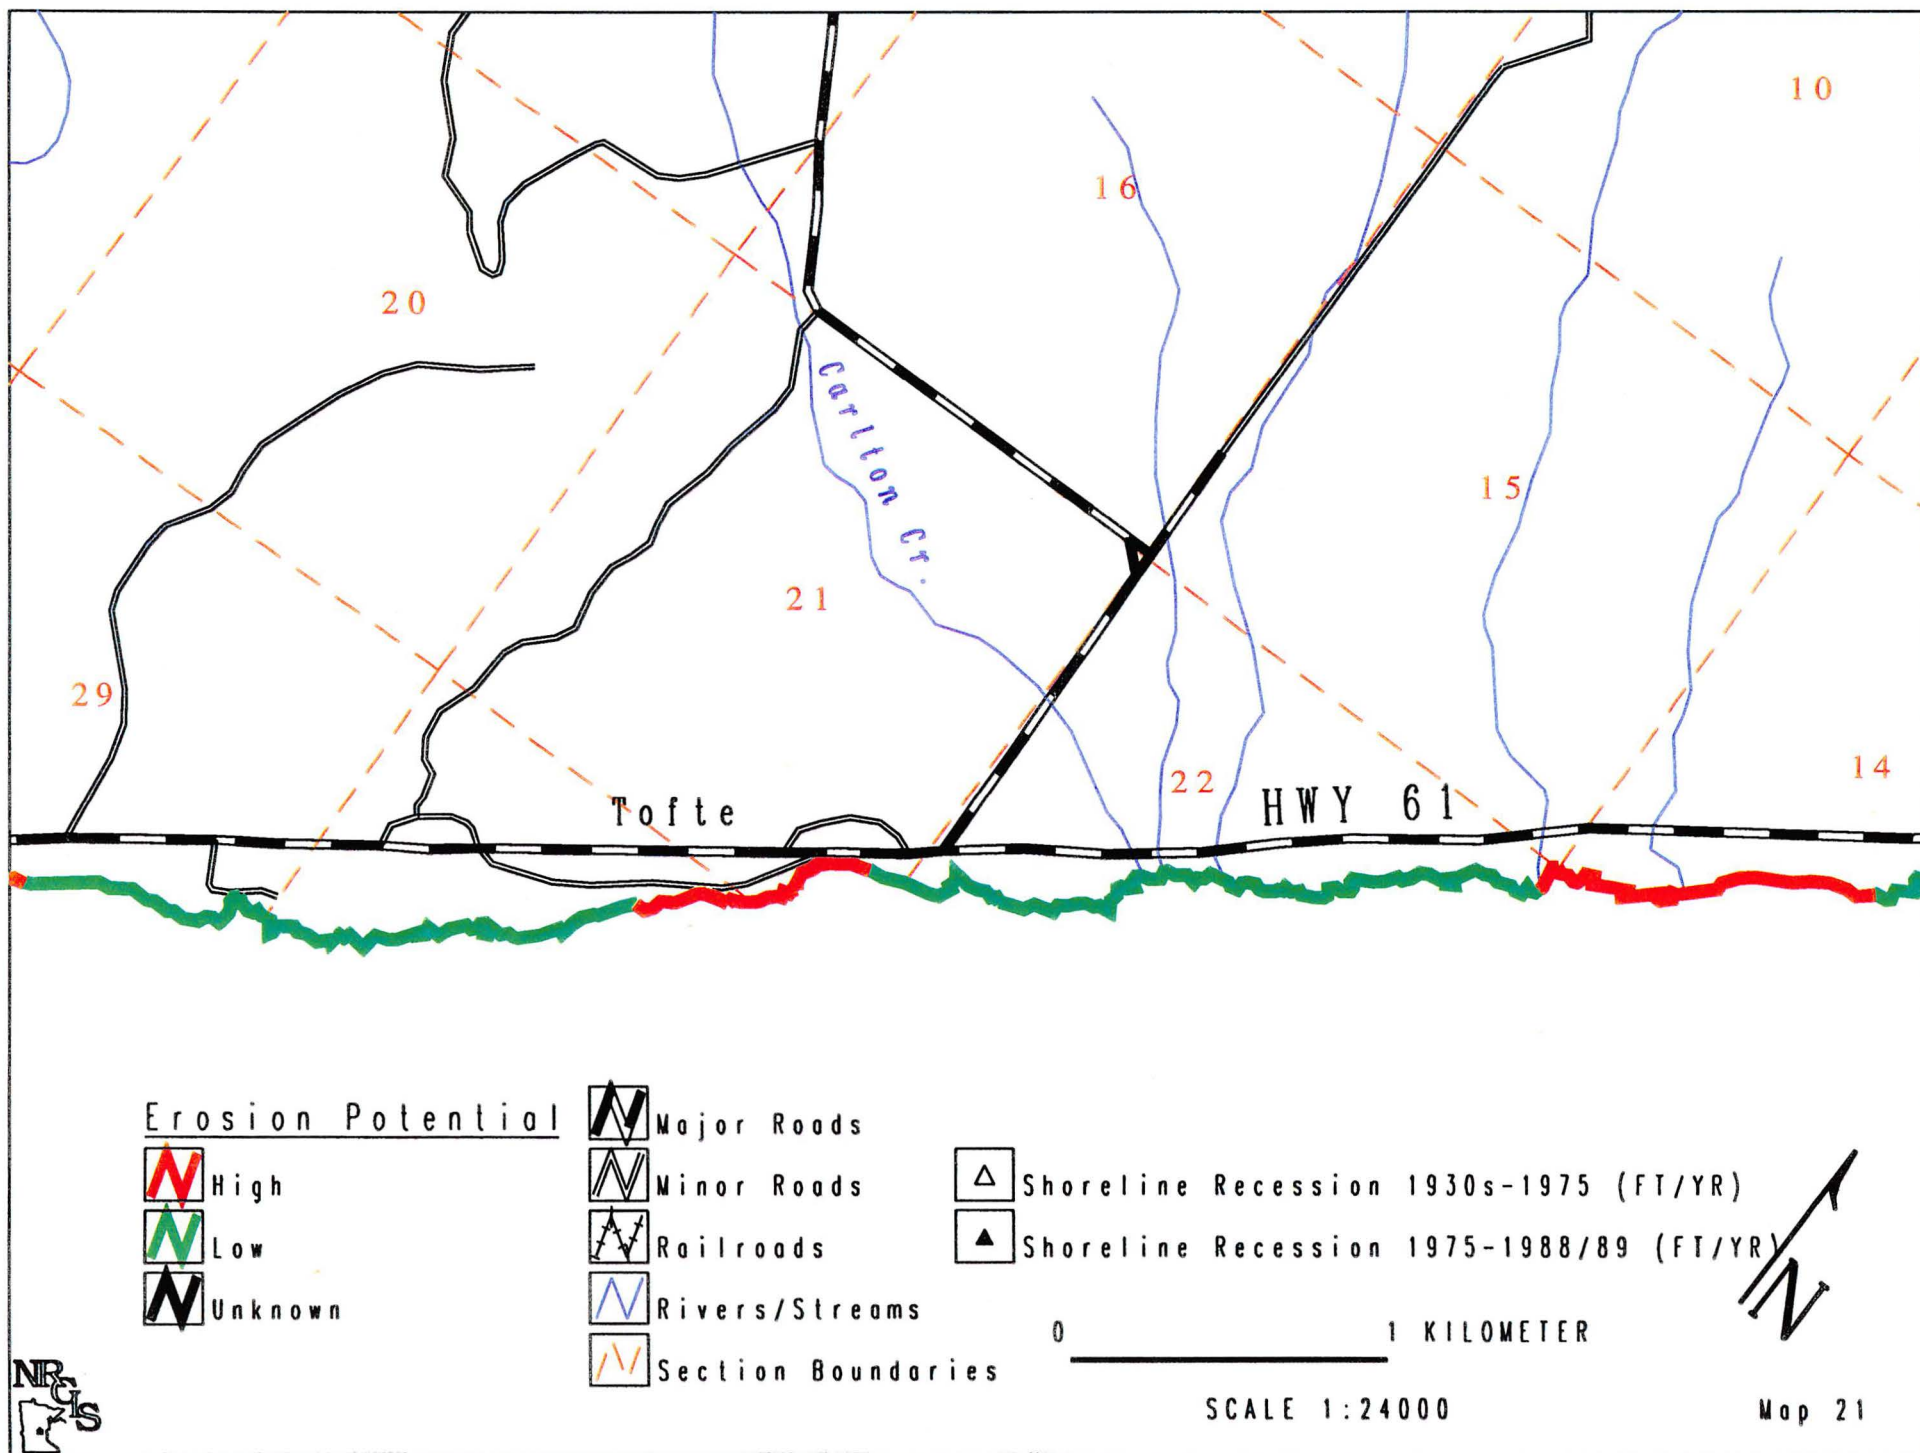 10
16
20
Carlton Cr.
15
21
29
22
14
Tofte
HWY 61
Erosion Potential
High
Low
Unknown
Major Roads
Minor Roads
Railroads
Rivers/Streams
Section Boundaries
Shoreline Recession 1930s-1975 (FT/YR)
Shoreline Recession 1975-1988/89 (FT/YR)
N
0 1 KILOMETER
SCALE 1:24000
Map 21
NRGIS